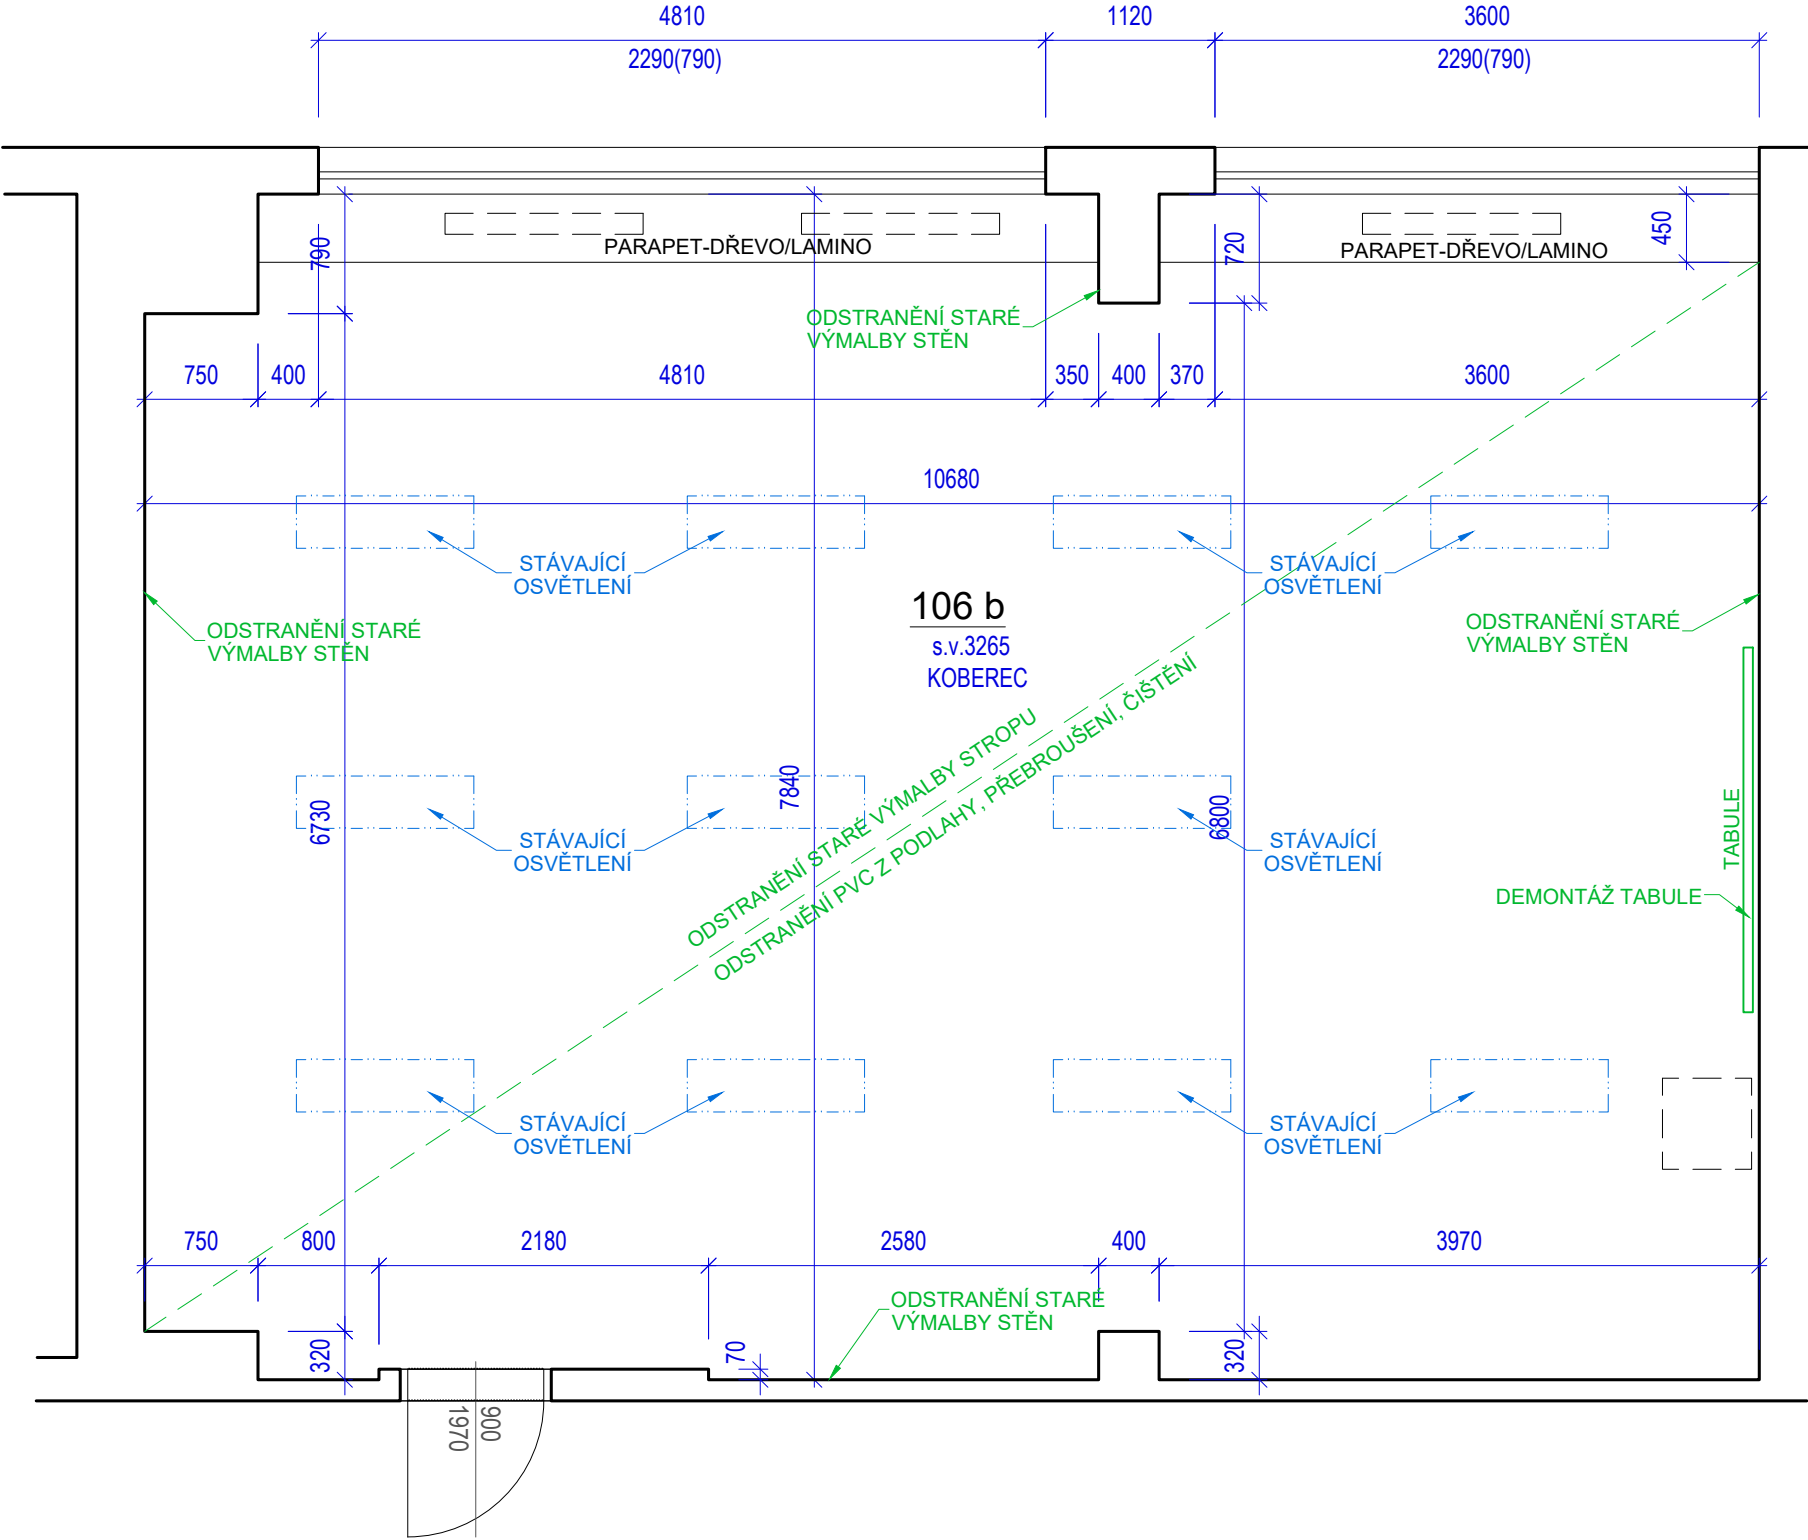 4810
1120
3600
2290(790)
2290(790)
790
PARAPET-DŘEVO/LAMINO
720
PARAPET-DŘEVO/LAMINO
450
ODSTRANĚNÍ STARÉ
VÝMALBY STĚN
750
400
4810
350
400
370
3600
10680
STÁVAJÍCÍ
OSVĚTLENÍ
STÁVAJÍCÍ
OSVĚTLENÍ
106 b
s.v.3265
KOBEREC
ODSTRANĚNÍ STARÉ
VÝMALBY STĚN
ODSTRANĚNÍ STARÉ
VÝMALBY STĚN
ODSTRANĚNÍ STARÉ VÝMALBY STROPU
ODSTRANĚNÍ PVC Z PODLAHY, PŘEBROUŠENÍ, ČIŠTĚNÍ
6730
7840
6800
STÁVAJÍCÍ
OSVĚTLENÍ
STÁVAJÍCÍ
OSVĚTLENÍ
TABULE
DEMONTÁŽ TABULE
STÁVAJÍCÍ
OSVĚTLENÍ
STÁVAJÍCÍ
OSVĚTLENÍ
750
800
2180
2580
400
3970
ODSTRANĚNÍ STARÉ
VÝMALBY STĚN
320
70
320
900
1970